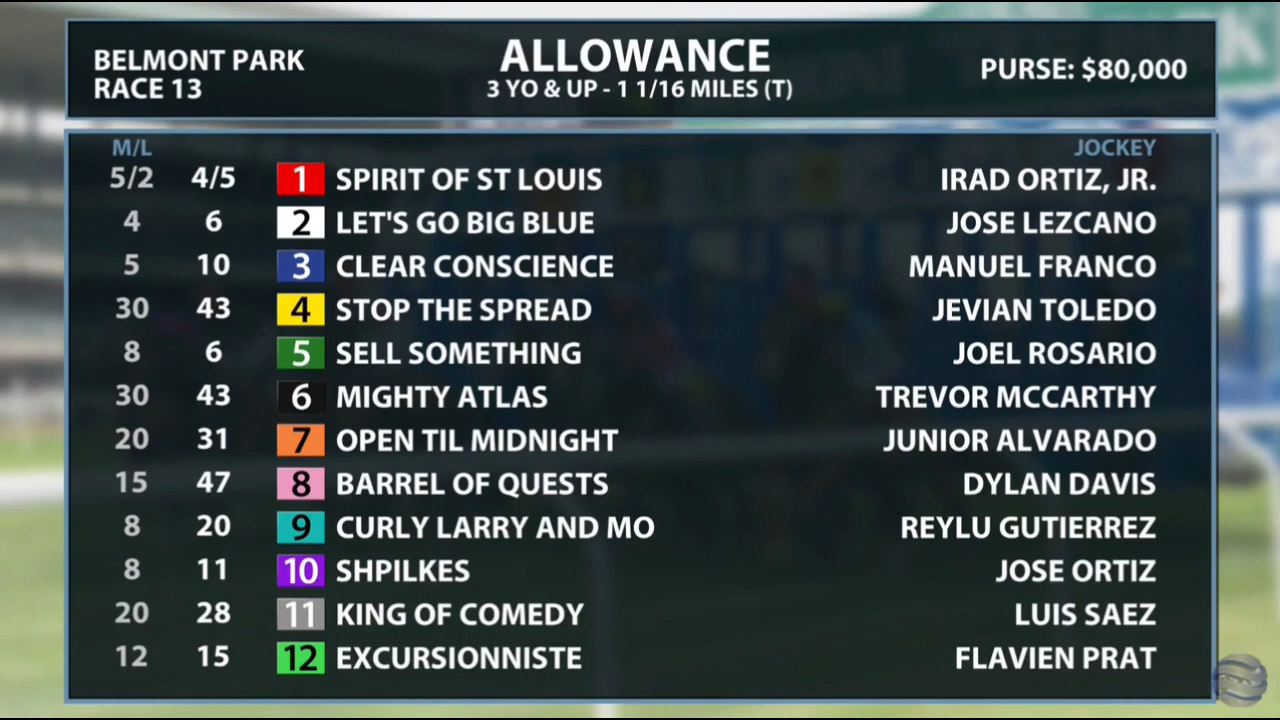 BELMONT PARK
RACE 13
ALLOWANCE
3 YO & UP - 1 1/16 MILES (T)
PURSE: $80,000
M/L JOCKEY
5/2 4/5 1 SPIRIT OF ST LOUIS IRAD ORTIZ, JR.
4 6 2 LET'S GO BIG BLUE JOSE LEZCANO
5 10 3 CLEAR CONSCIENCE MANUEL FRANCO
30 43 4 STOP THE SPREAD JEVIAN TOLEDO
8 6 5 SELL SOMETHING JOEL ROSARIO
30 43 6 MIGHTY ATLAS TREVOR MCCARTHY
20 31 7 OPEN TIL MIDNIGHT JUNIOR ALVARADO
15 47 8 BARREL OF QUESTS DYLAN DAVIS
8 20 9 CURLY LARRY AND MO REYLU GUTIERREZ
8 11 10 SHPILKES JOSE ORTIZ
20 28 11 KING OF COMEDY LUIS SAEZ
12 15 12 EXCURSIONNISTE FLAVIEN PRAT